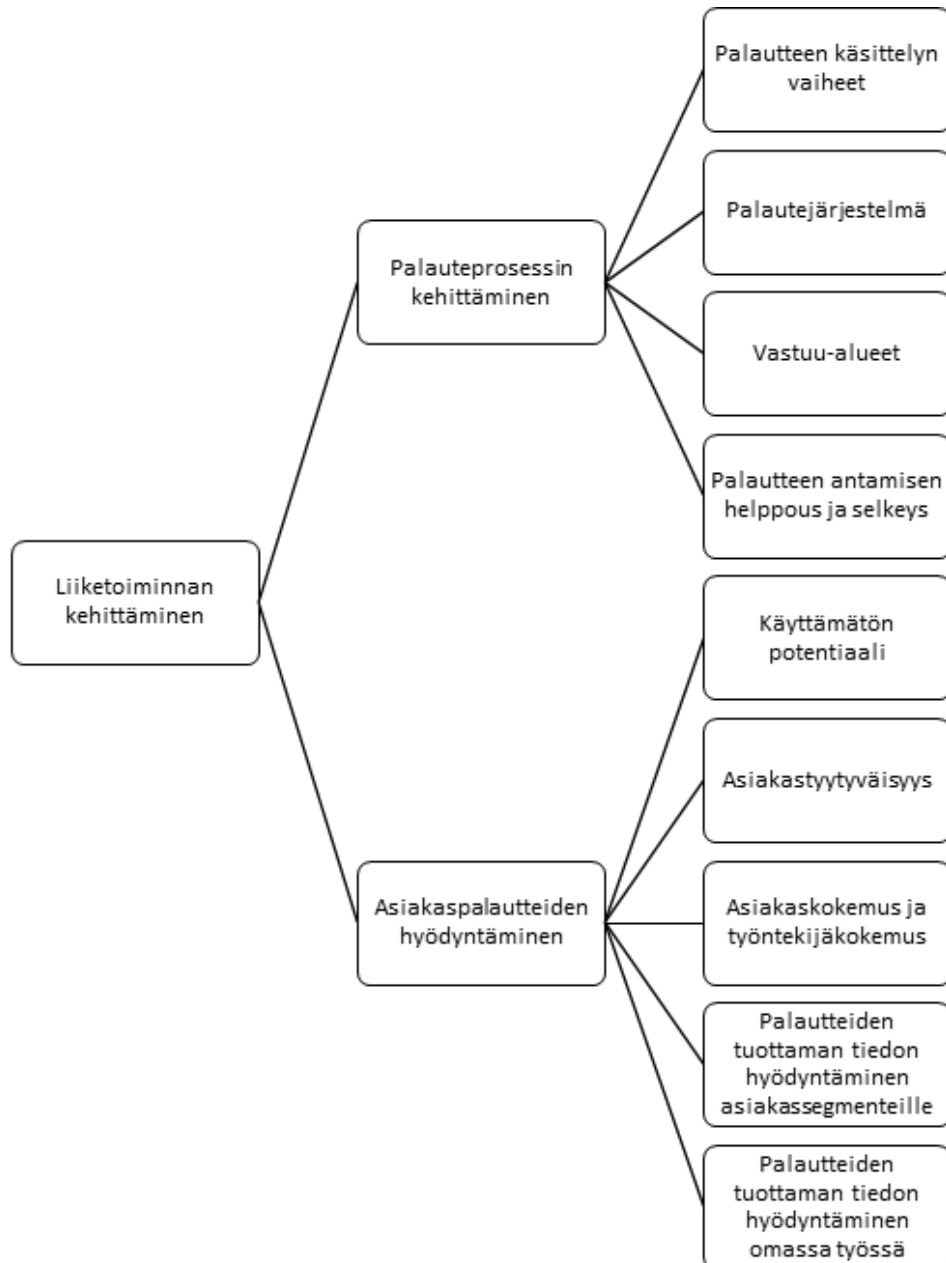 Palautteen käsittelyn
vaiheet
Palautejärjestelmä
Palauteprosessin
kehittäminen
Vastuu-alueet
Palautteen antamisen
helppous ja selkeys
Liiketoiminnan
kehittäminen
Käyttämätön
potentiaali
Asiakastyytyväisyys
Asiakaspalautteiden
hyödyntäminen
Asiakaskokemus ja
työntekijäkokemus
Palautteiden
tuottaman tiedon
hyödyntäminen
asiakassegmenteille
Palautteiden
tuottaman tiedon
hyödyntäminen
omassa työssä